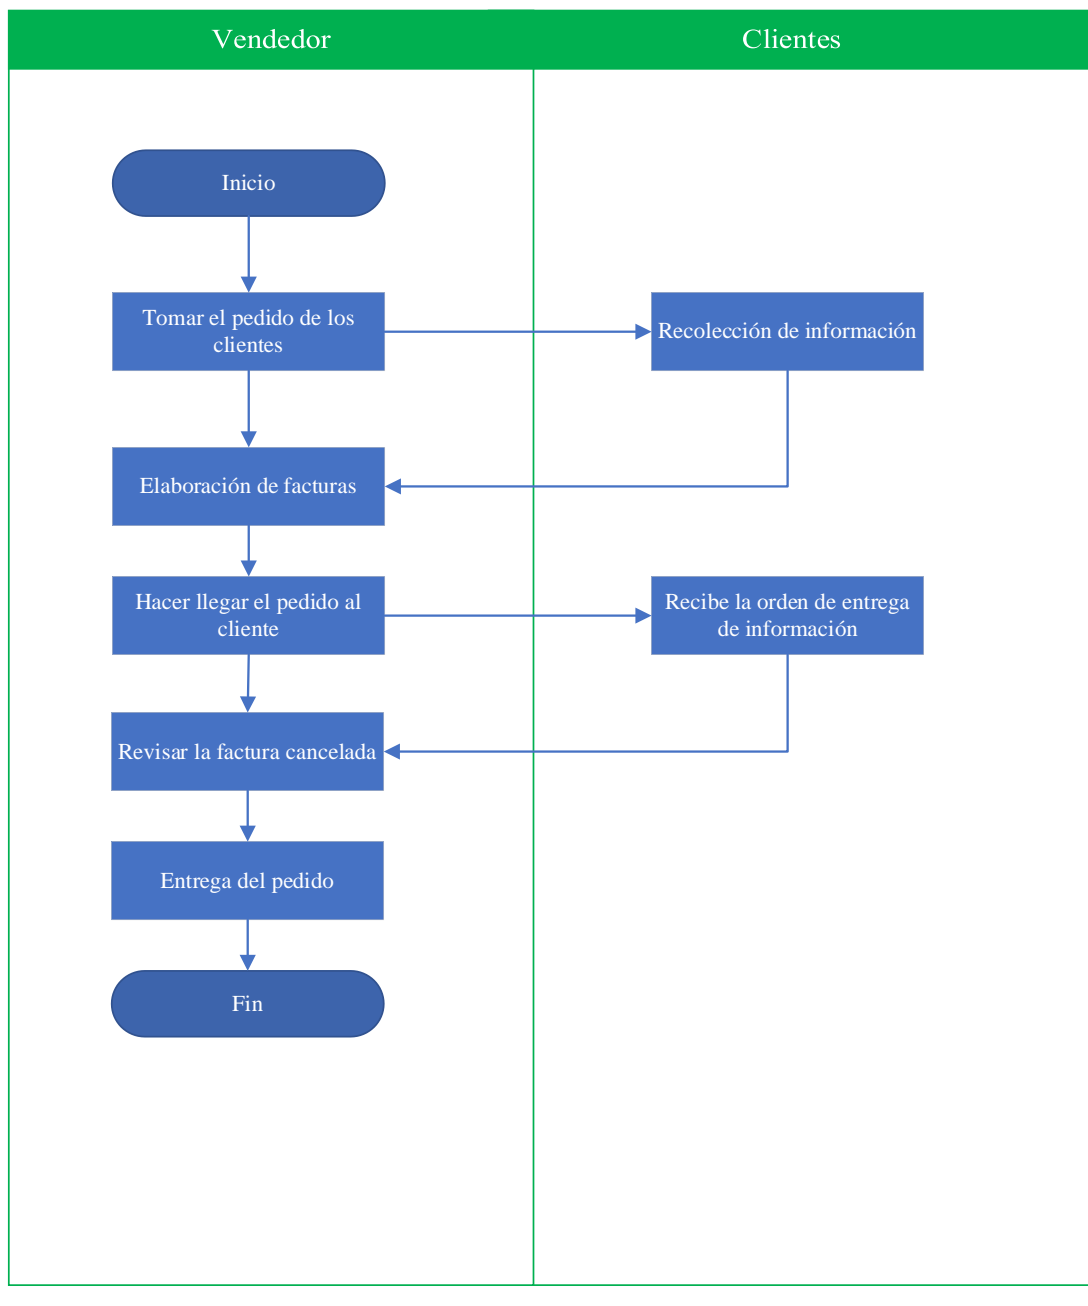 Vendedor
Clientes
Inicio
Tomar el pedido de los
clientes
Recolección de información
Elaboración de facturas
Hacer llegar el pedido al
cliente
Recibe la orden de entrega
de información
Revisar la factura cancelada
Entrega del pedido
Fin